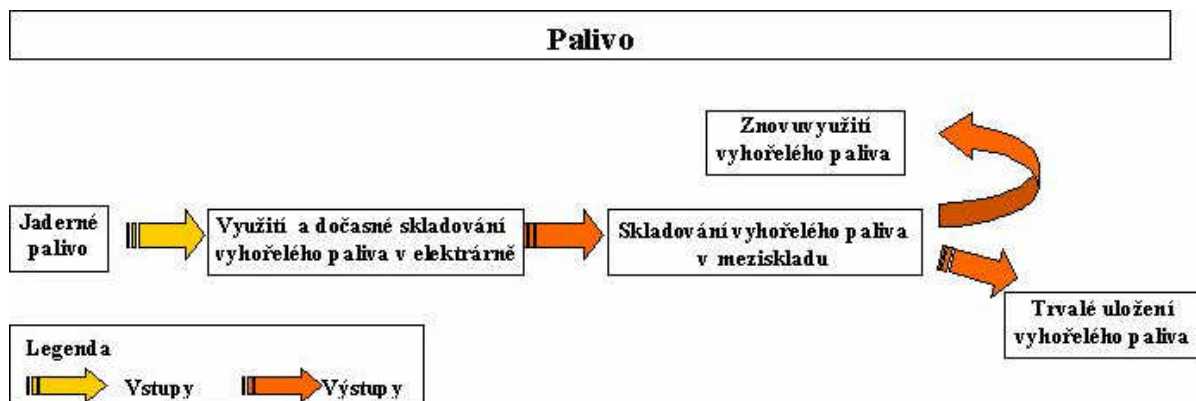 Palivo
Znovuvyužití
vyhořelého paliva
Jaderné
palivo
Využití a dočasné skladování
vyhořelého paliva v elektrárně
Skladování vyhořelého paliva
v meziskladu
Trvalé uložení
vyhořelého paliva
Legenda
Vstupy
Výstupy